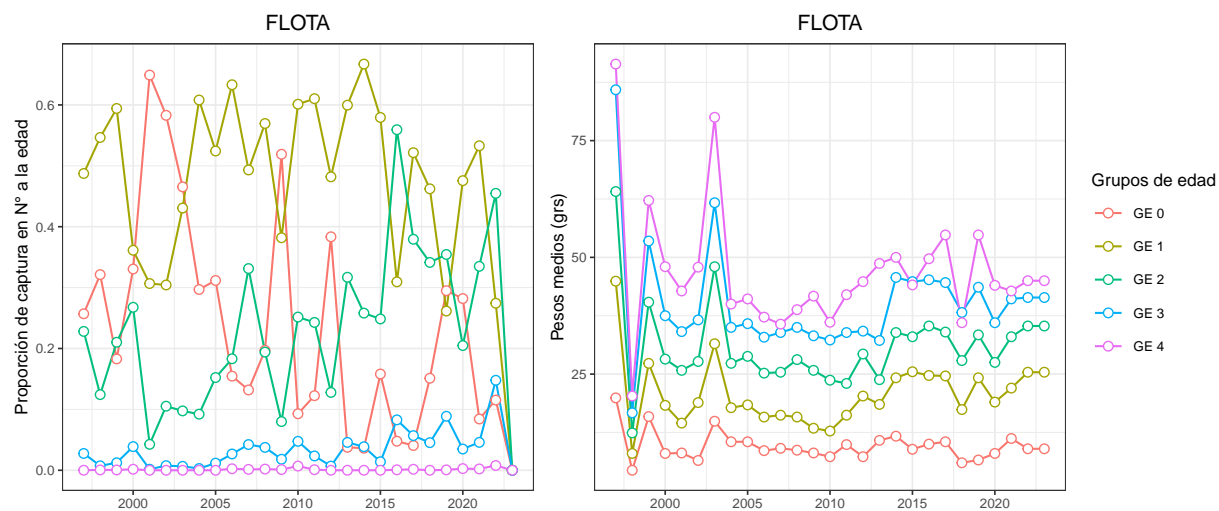 FLOTA
Proporción de captura en Nº a la edad
0.6
0.4
0.2
0.0
2000 2005 2010 2015 2020
FLOTA
Pesos medios (grs)
75
50
25
2000 2005 2010 2015 2020
Grupos de edad
GE 0
GE 1
GE 2
GE 3
GE 4